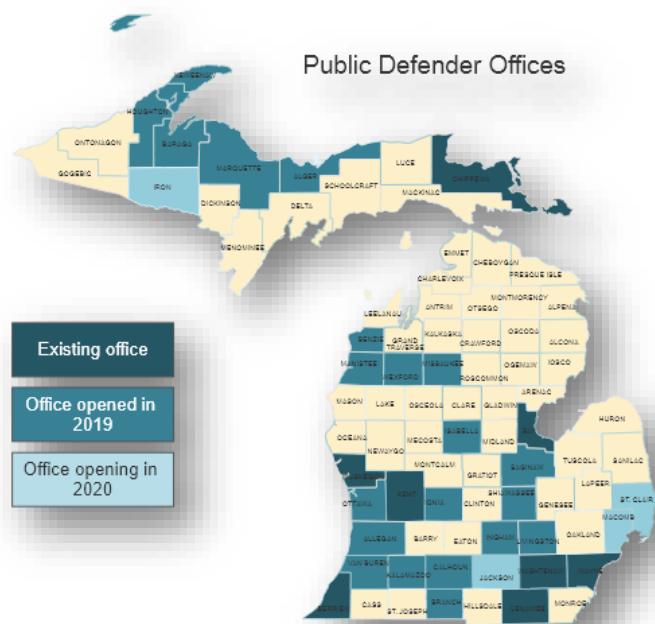 Public Defender Offices
KEWEENAW
HOUGHTON
ONTONAGON
BARAGA
GOGEBIC
MARQUETTE
ALGER
LUCE
CHIPPEWA
IRON
SCHOOLCRAFT
MACKINAC
DICKINSON
DELTA
MENOMINEE
EMMET
CHEBOYGAN
PRESQUE ISLE
CHARLEVOIX
LEELANAU
ANTRIM
OTSEGO
MONTMORENCY
ALPENA
BENZIE
GRAND
TRAVERSE
KALKASKA
CRAWFORD
OSCODA
ALCONA
MANISTEE
WEXFORD
MISSAUKEE
ROSCOMMON
OGEMAW
IOSCO
ARENAC
MASON
LAKE
OSCEOLA
CLARE
GLADWIN
HURON
OCEANA
NEWAYGO
MECOSTA
ISABELLA
MIDLAND
TUSCOLA
SANILAC
MONTCALM
GRATIOT
SAGINAW
LAPEER
ST. CLAIR
OTTAWA
KENT
IONIA
CLINTON
SHIAWASSEE
GENESEE
MACOMB
ALLEGAN
BARRY
EATON
INGHAM
LIVINGSTON
OAKLAND
VAN BUREN
KALAMAZOO
CALHOUN
JACKSON
WASHTENAW
WAYNE
BERRIEN
CASS
ST. JOSEPH
BRANCH
HILLSDALE
LENAWEE
MONROE
Existing office
Office opened in
2019
Office opening in
2020